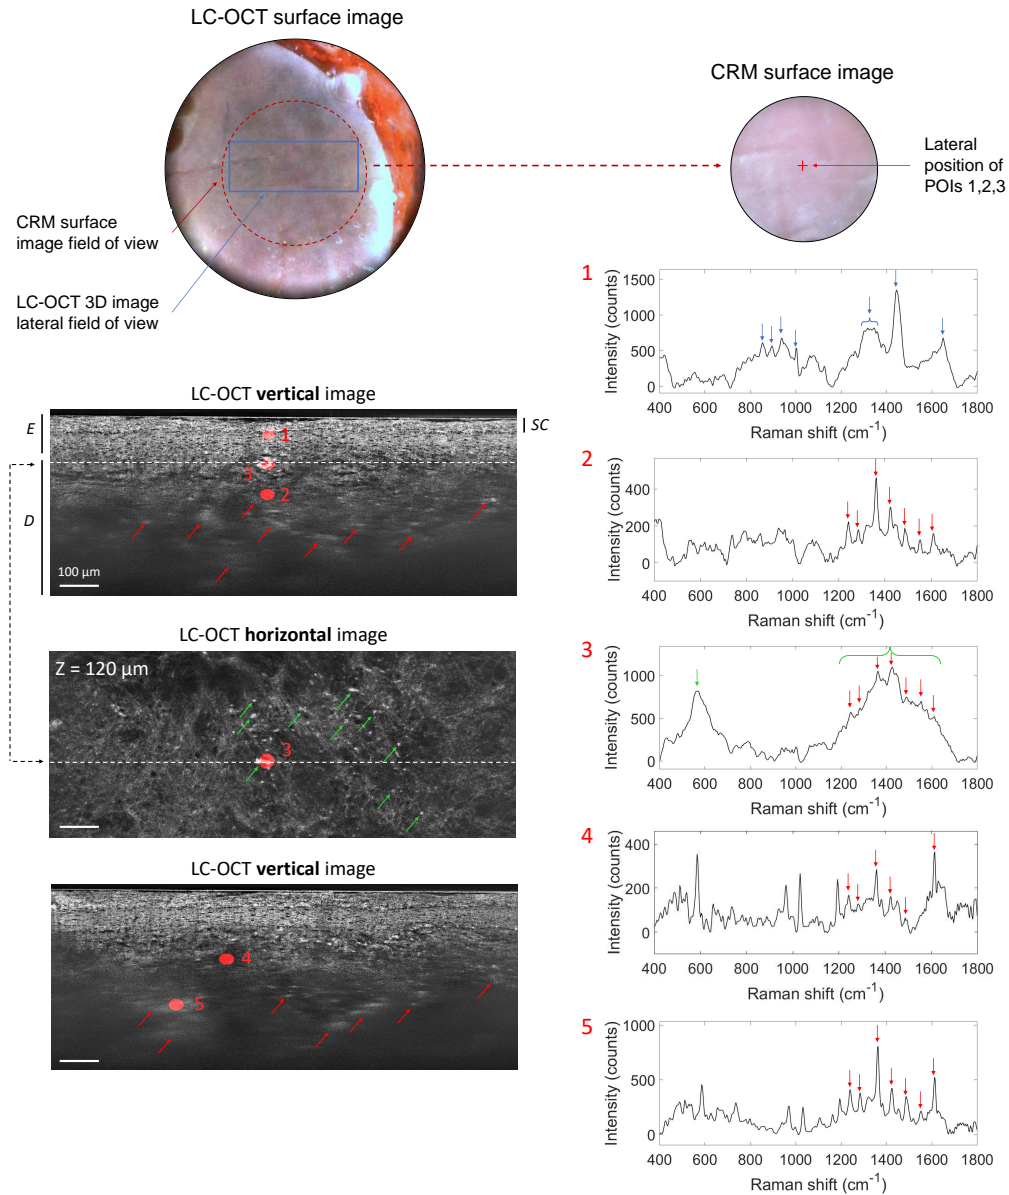 LC-OCT surface image
CRM surface image
Lateral
position of
POIs 1,2,3
CRM surface
image field of view
LC-OCT 3D image
lateral field of view
LC-OCT vertical image
E
SC
1
3
2
D
100 µm
LC-OCT horizontal image
Z = 120 µm
3
LC-OCT vertical image
4
5
1
Intensity (counts)
1500
1000
500
0
400 600 800 1000 1200 1400 1600 1800
Raman shift (cm⁻¹)
2
Intensity (counts)
400
200
0
400 600 800 1000 1200 1400 1600 1800
Raman shift (cm⁻¹)
3
Intensity (counts)
1000
500
0
400 600 800 1000 1200 1400 1600 1800
Raman shift (cm⁻¹)
4
Intensity (counts)
400
200
0
400 600 800 1000 1200 1400 1600 1800
Raman shift (cm⁻¹)
5
Intensity (counts)
1000
500
0
400 600 800 1000 1200 1400 1600 1800
Raman shift (cm⁻¹)